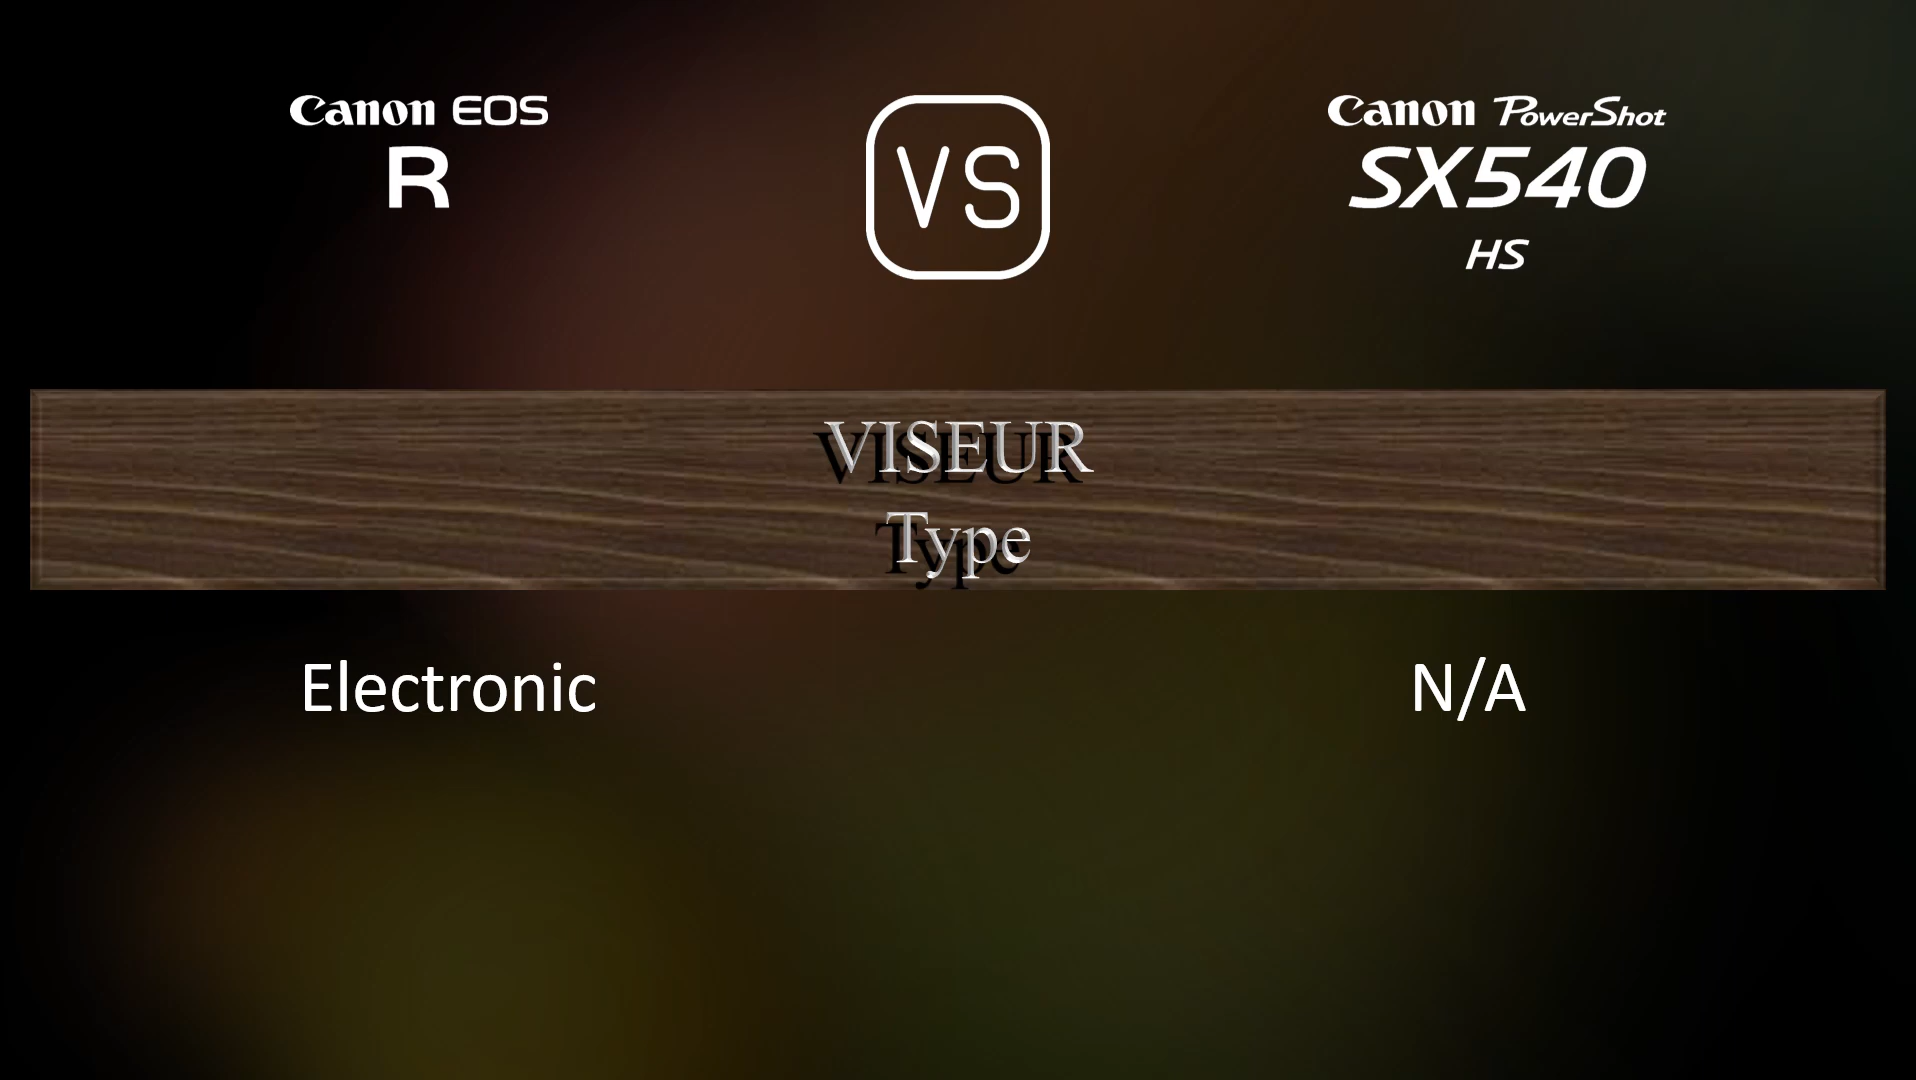 Canon EOS
R
VS
Canon PowerShot
SX540
HS
VISEUR
Type
Electronic
N/A